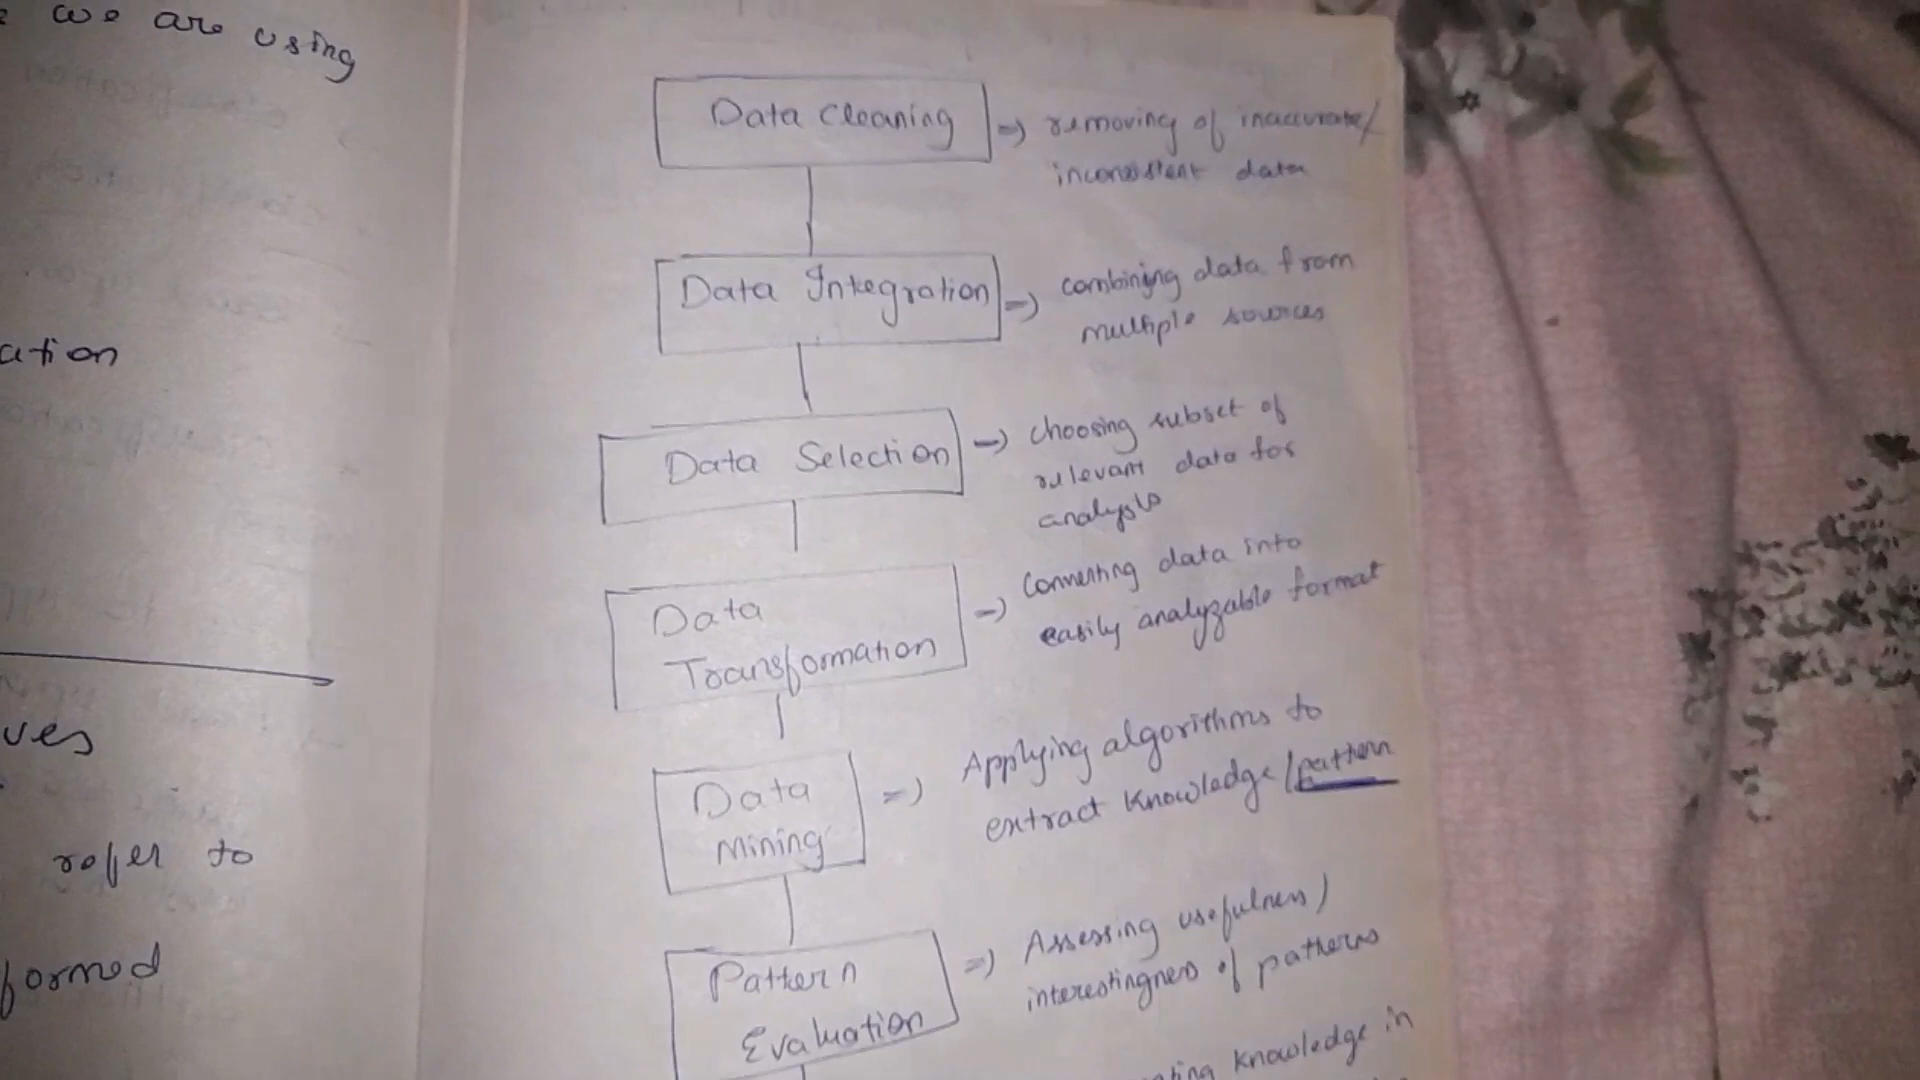 we are using
ation
ves
refer to
formed
Data Cleaning => removing of inaccurate/
inconsistent data
Data Integration => combining data from
multiple sources
Data Selection => choosing subset of
relevant data for
analysis
Data
Transformation => Converting data into
easily analyzable format
Data
Mining => Applying algorithms to
extract knowledge/pattern
Pattern
Evaluation => Assessing usefulness/
interestingness of patterns
ting knowledge in